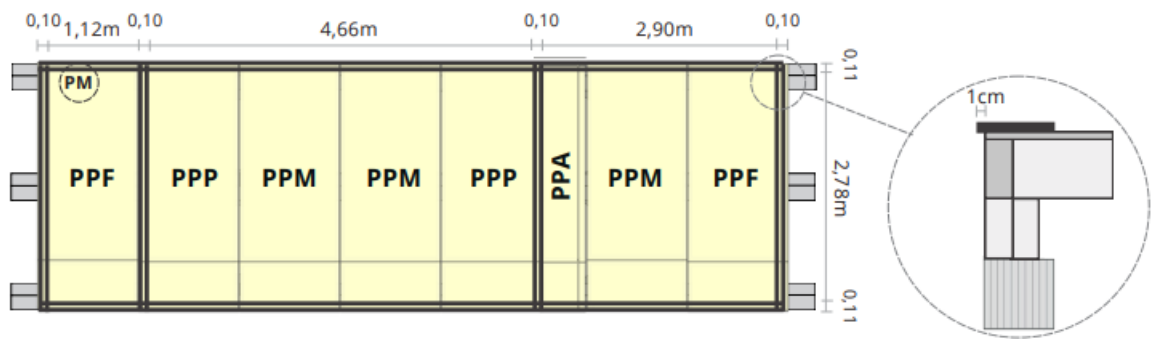 0,10 1,12m 0,10 4,66m 0,10 2,90m 0,10
PM
0,11
PPF PPP PPM PPM PPP PPA PPM PPF
2,78m
0,11
1cm